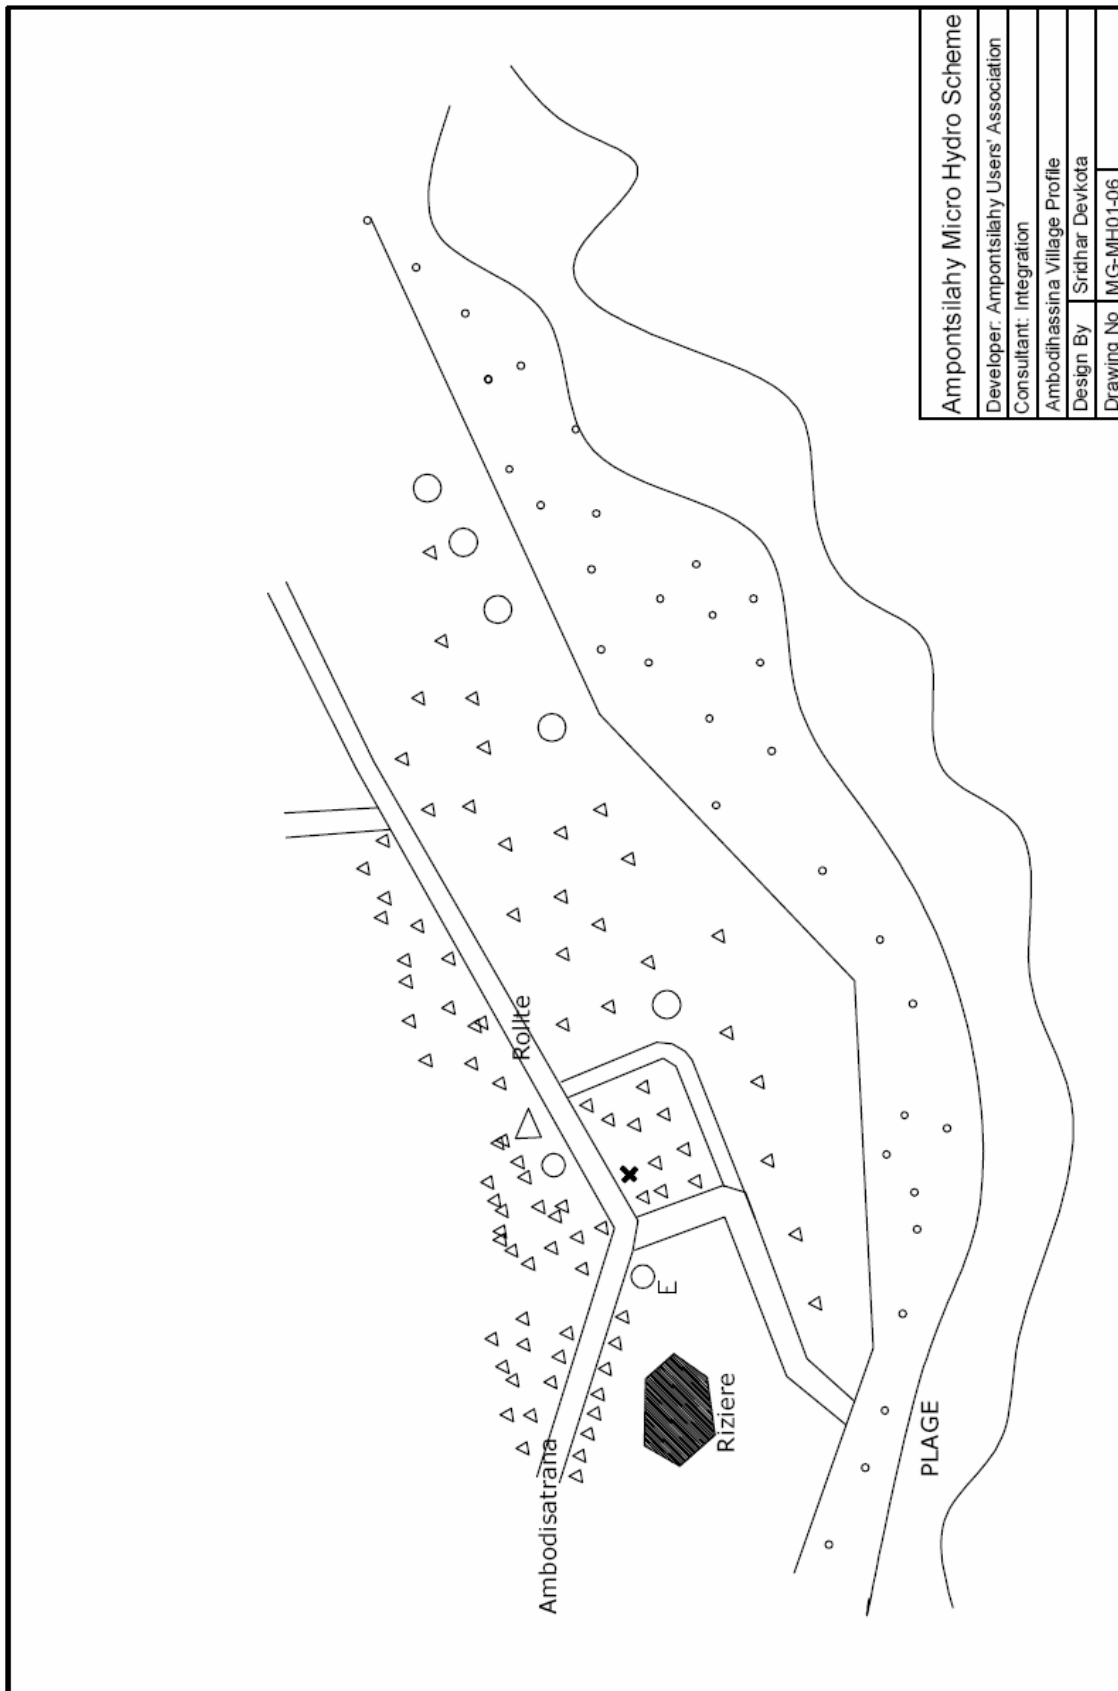 Ampontsilahy Micro Hydro Scheme
Developer: Ampontsilahy Users' Association
Consultant: Integration
Ambodihassina Village Profile
Design By Sridhar Devkota
Drawing No MG-MH01-06
Rollte
E
Riziere
Ambodisatrana
PLAGE